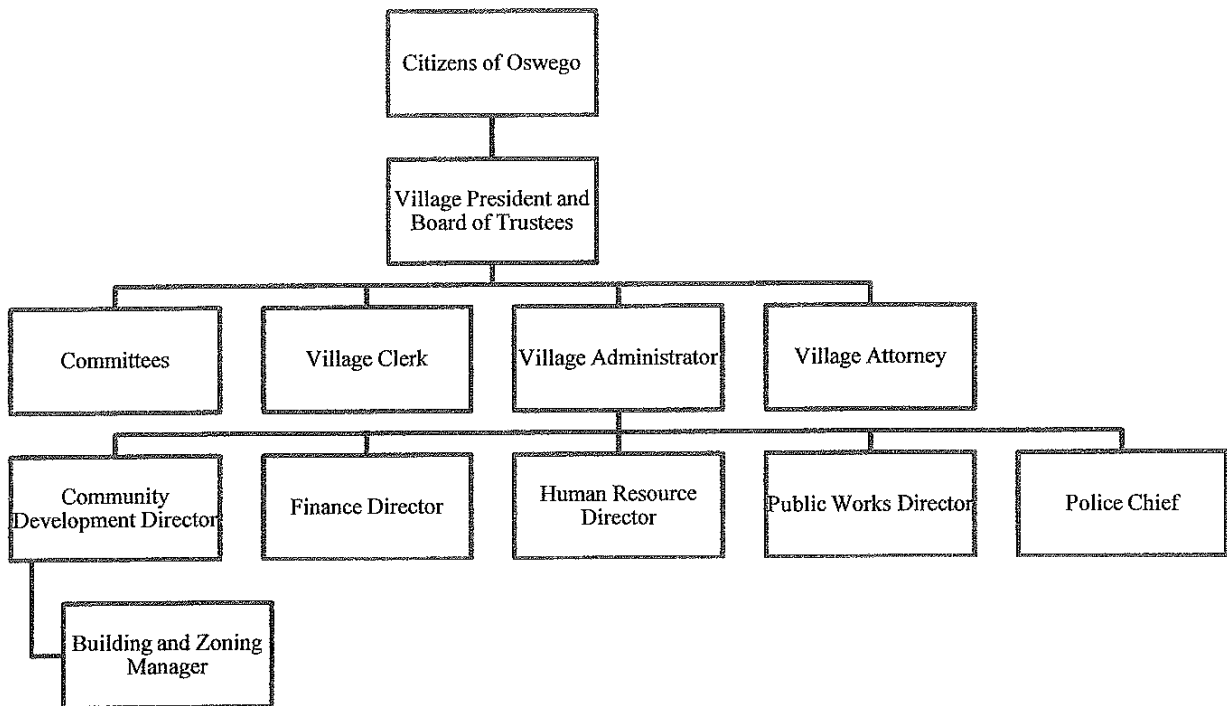 Citizens of Oswego
Village President and
Board of Trustees
Committees
Village Clerk
Village Administrator
Village Attorney
Community
Development Director
Finance Director
Human Resource
Director
Public Works Director
Police Chief
Building and Zoning
Manager